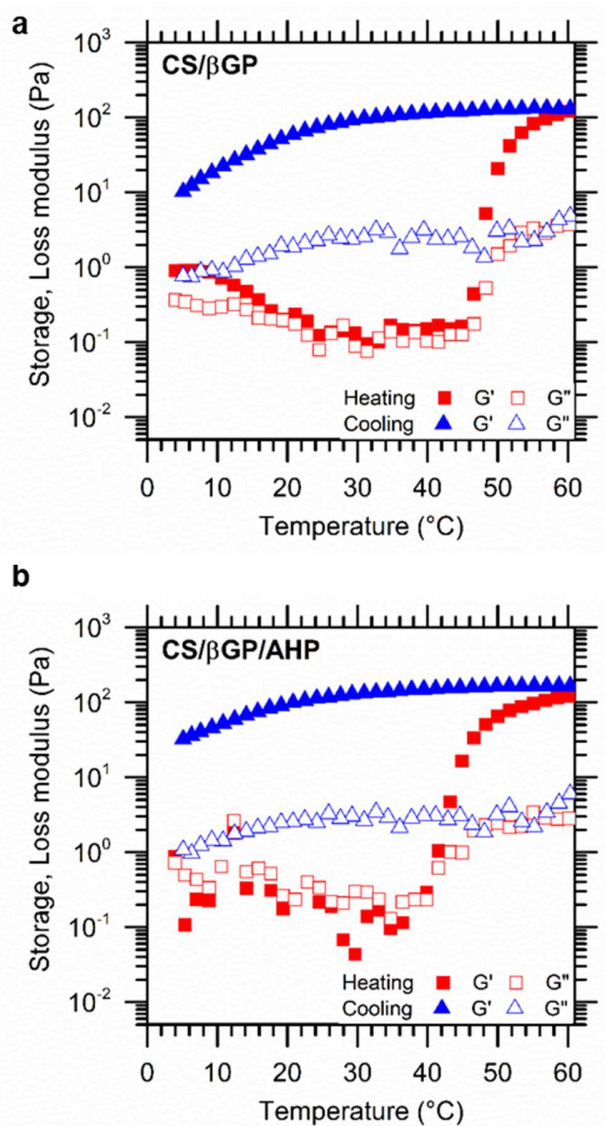 a
CS/βGP
Storage, Loss modulus (Pa)
10³
10²
10¹
10⁰
10⁻¹
10⁻²
Heating G' G"
Cooling G' G"
0 10 20 30 40 50 60
Temperature (°C)
b
CS/βGP/AHP
Storage, Loss modulus (Pa)
10³
10²
10¹
10⁰
10⁻¹
10⁻²
Heating G' G"
Cooling G' G"
0 10 20 30 40 50 60
Temperature (°C)